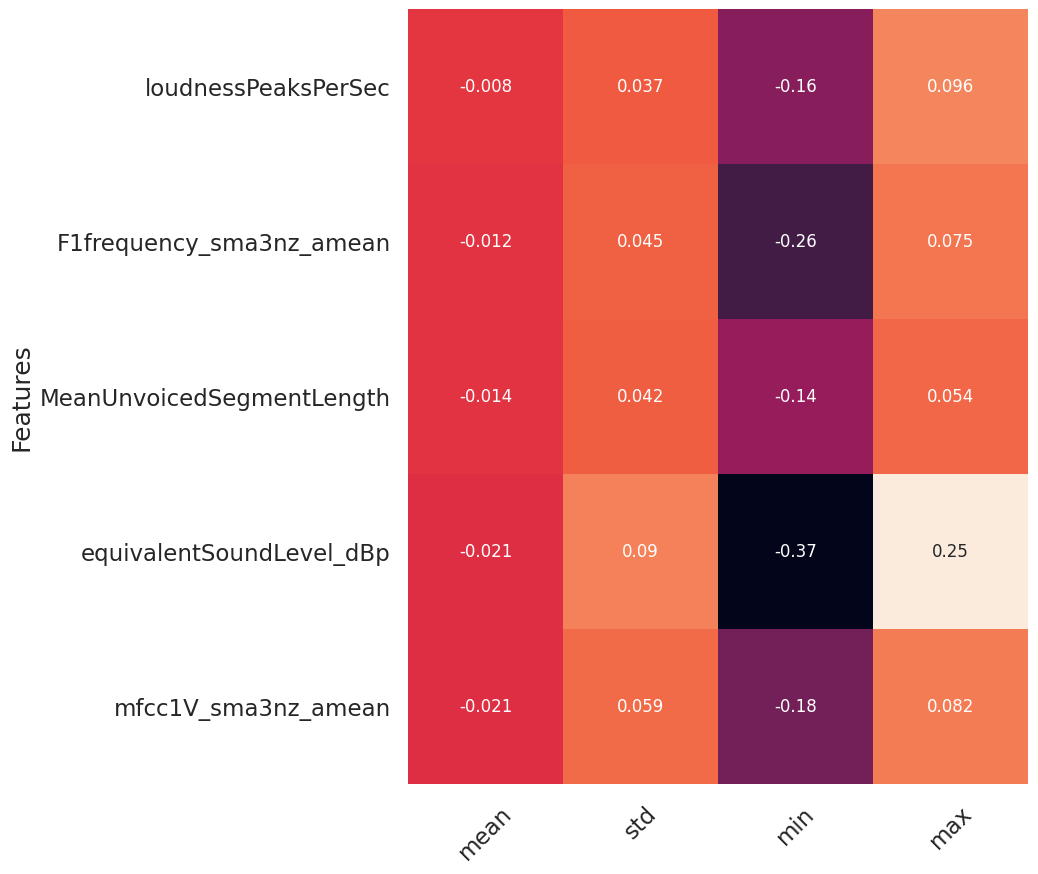 loudnessPeaksPerSec -0.008 0.037 -0.16 0.096
F1frequency_sma3nz_amean -0.012 0.045 -0.26 0.075
Features
MeanUnvoicedSegmentLength -0.014 0.042 -0.14 0.054
equivalentSoundLevel_dBp -0.021 0.09 -0.37 0.25
mfcc1V_sma3nz_amean -0.021 0.059 -0.18 0.082
mean std min max